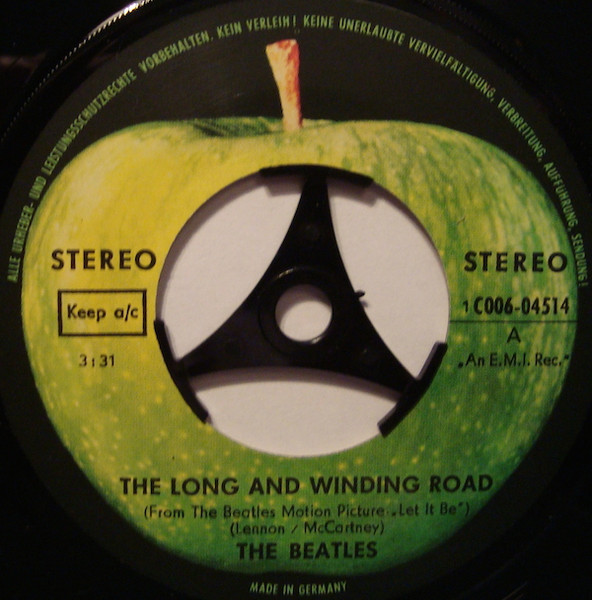 ALLE URHEBER- UND LEISTUNGSSCHUTZRECHTE VORBEHALTEN. KEIN VERLEIH! KEINE UNERLAUBTE VERVIELFÄLTIGUNG, VERBREITUNG, AUFFÜHRUNG, SENDUNG!
STEREO
STEREO
Keep a/c
1 C006-04514
A
3:31
„An E.M.I. Rec.“
THE LONG AND WINDING ROAD
(From The Beatles Motion Picture „Let It Be“)
(Lennon / McCartney)
THE BEATLES
MADE IN GERMANY